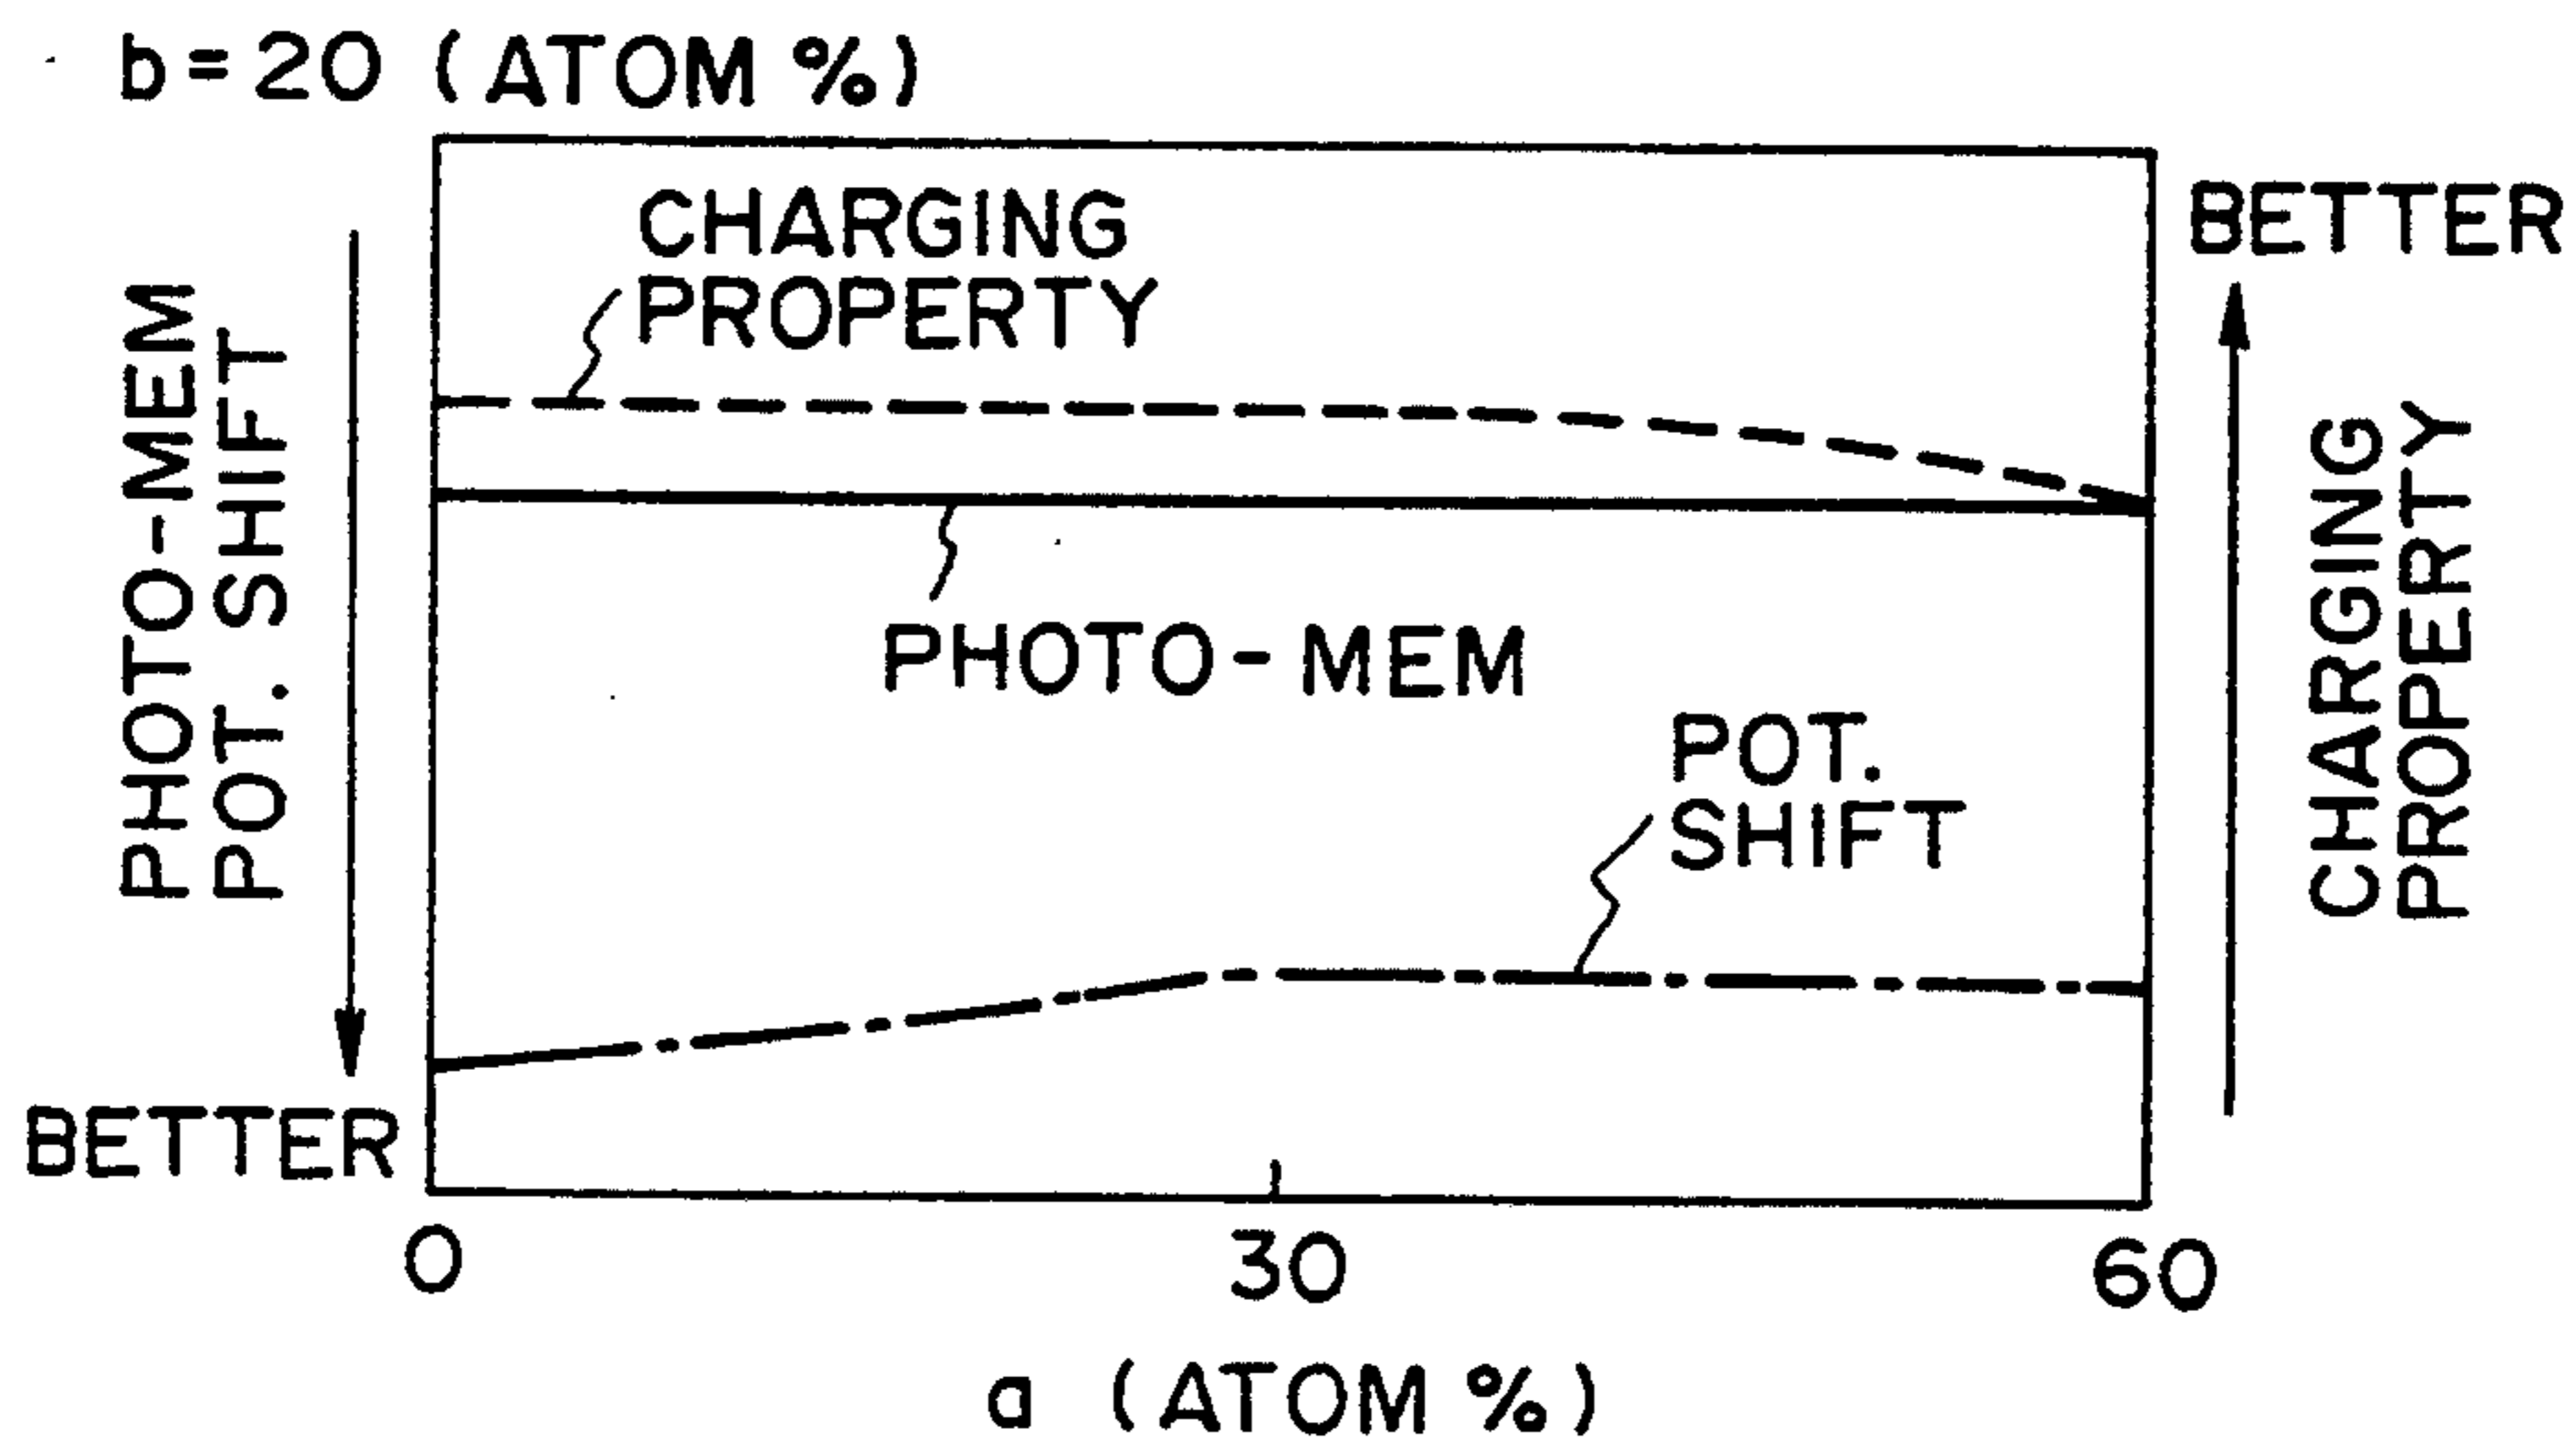 b=20 (ATOM %)
CHARGING
PROPERTY
BETTER
PHOTO-MEM
POT. SHIFT
CHARGING
PROPERTY
PHOTO-MEM
POT.
SHIFT
BETTER
0 30 60
a (ATOM %)